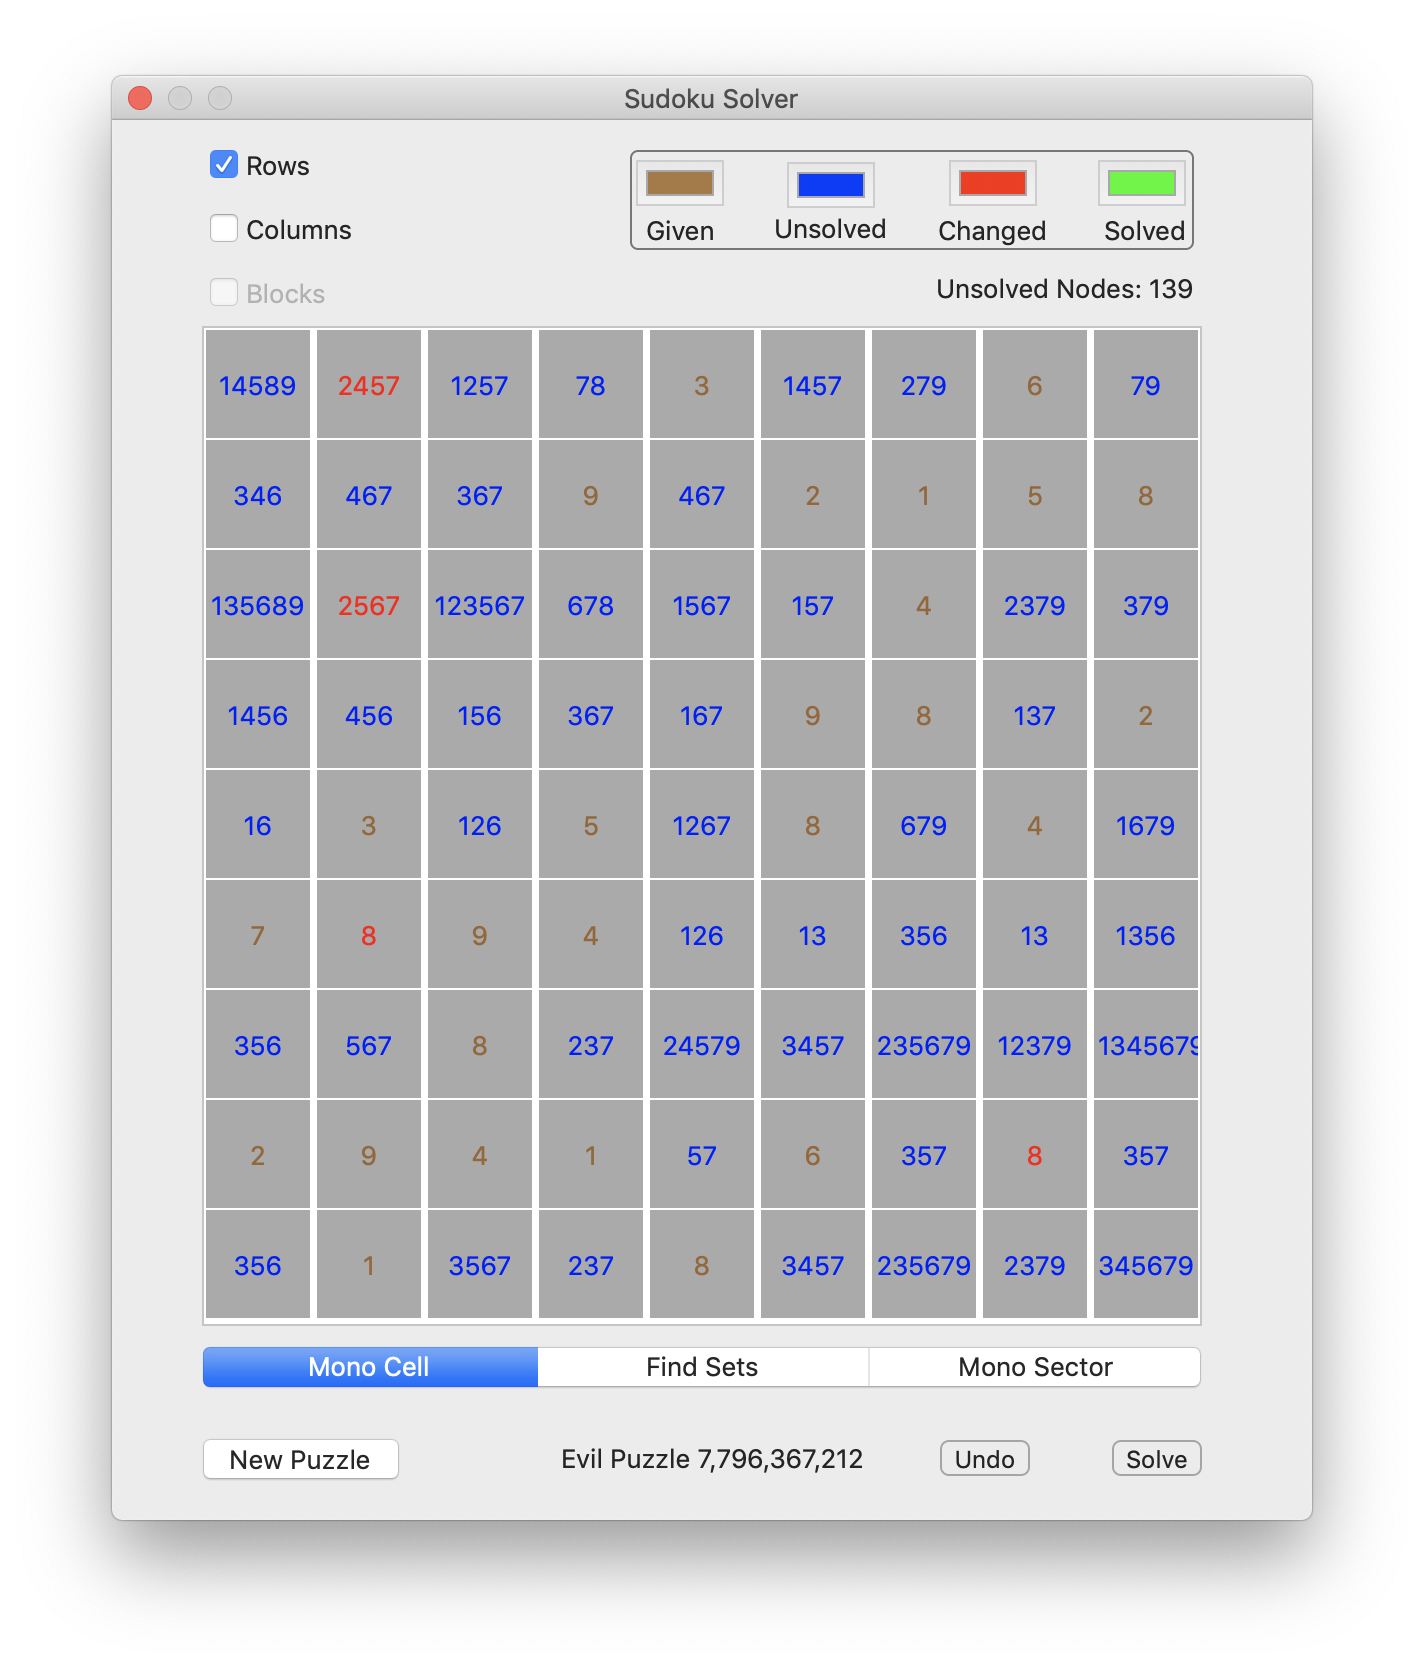 Sudoku Solver
Rows
Columns
Blocks
Given Unsolved Changed Solved
Unsolved Nodes: 139
14589 2457 1257 78 3 1457 279 6 79
346 467 367 9 467 2 1 5 8
135689 2567 123567 678 1567 157 4 2379 379
1456 456 156 367 167 9 8 137 2
16 3 126 5 1267 8 679 4 1679
7 8 9 4 126 13 356 13 1356
356 567 8 237 24579 3457 235679 12379 1345679
2 9 4 1 57 6 357 8 357
356 1 3567 237 8 3457 235679 2379 345679
Mono Cell Find Sets Mono Sector
New Puzzle Evil Puzzle 7,796,367,212 Undo Solve